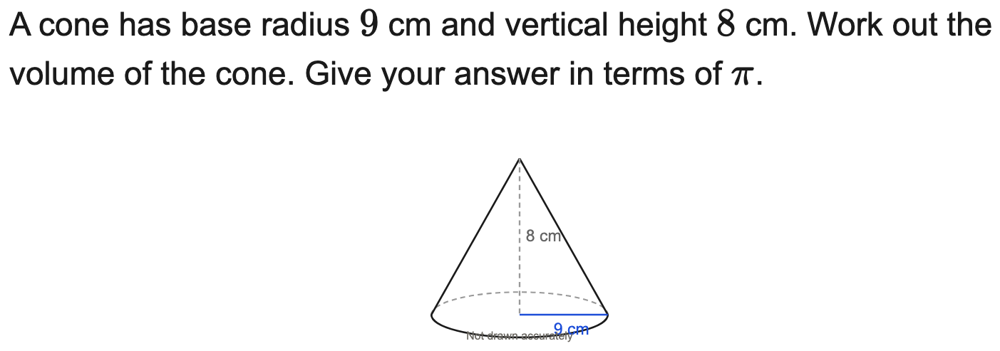 A cone has base radius 9 cm and vertical height 8 cm. Work out the
volume of the cone. Give your answer in terms of π.
8 cm
9 cm
Not drawn accurately